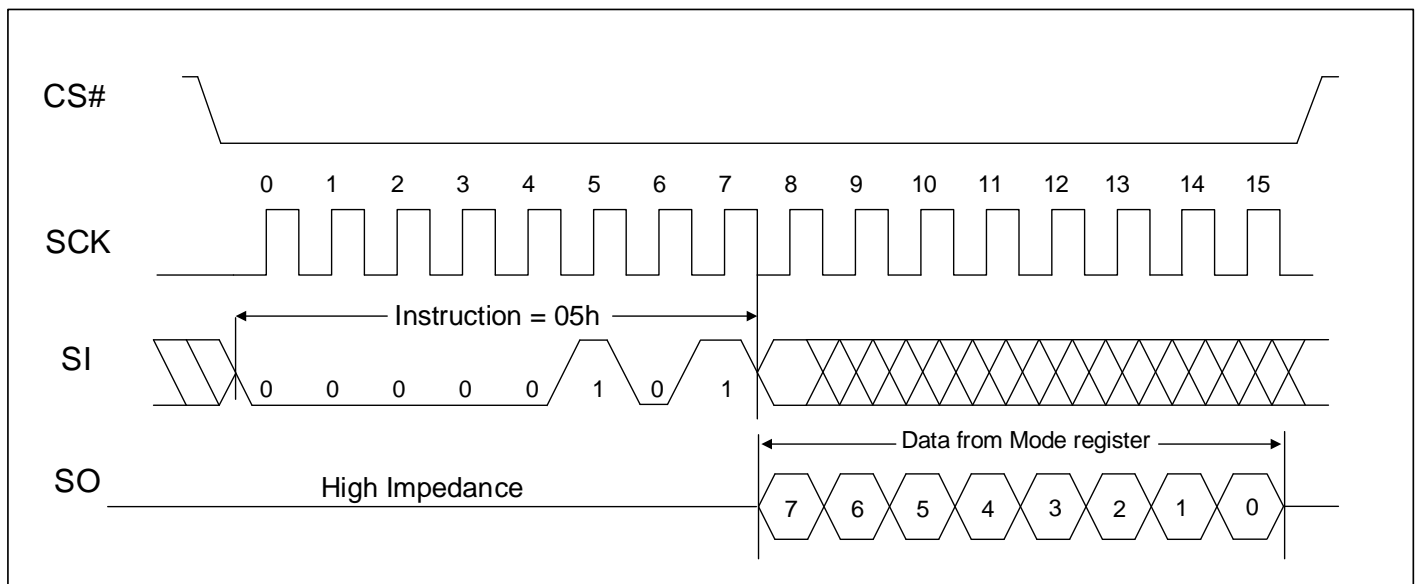 CS#
0 1 2 3 4 5 6 7 8 9 10 11 12 13 14 15
SCK
Instruction = 05h
SI
0 0 0 0 0 1 0 1
Data from Mode register
SO
High Impedance
7 6 5 4 3 2 1 0